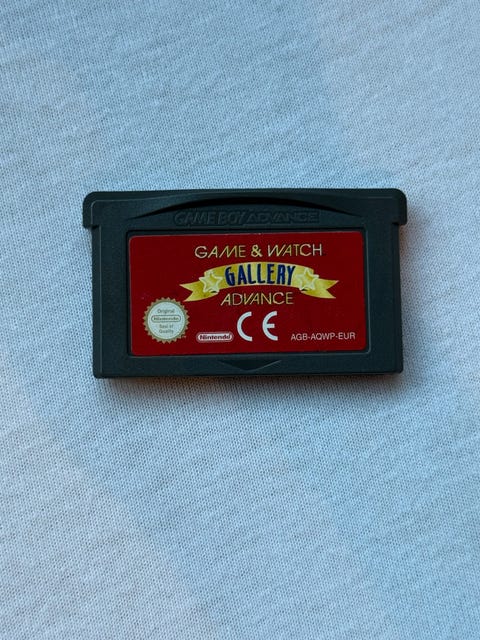 GAME BOY ADVANCE
GAME & WATCH
GALLERY
ADVANCE
Original
Nintendo
Seal of
Quality
Nintendo
CE
AGB-AQWP-EUR